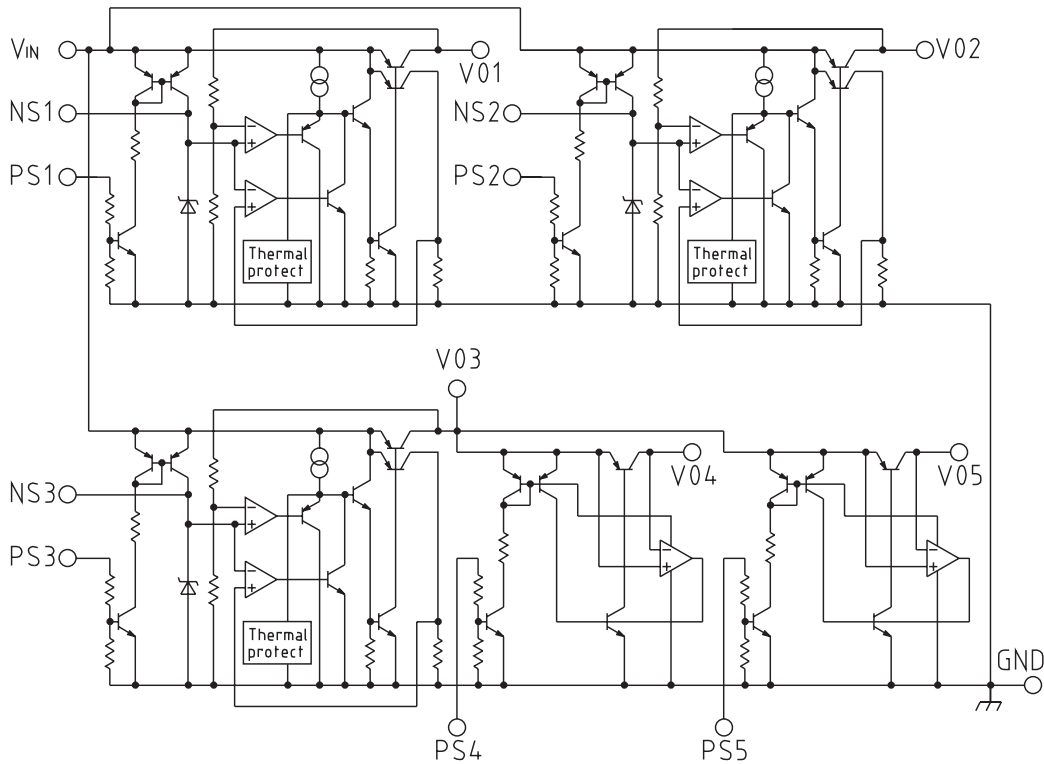 VIN
V01
V02
NS1
NS2
PS1
PS2
Thermal
protect
Thermal
protect
V03
V04
V05
NS3
PS3
Thermal
protect
GND
PS4
PS5